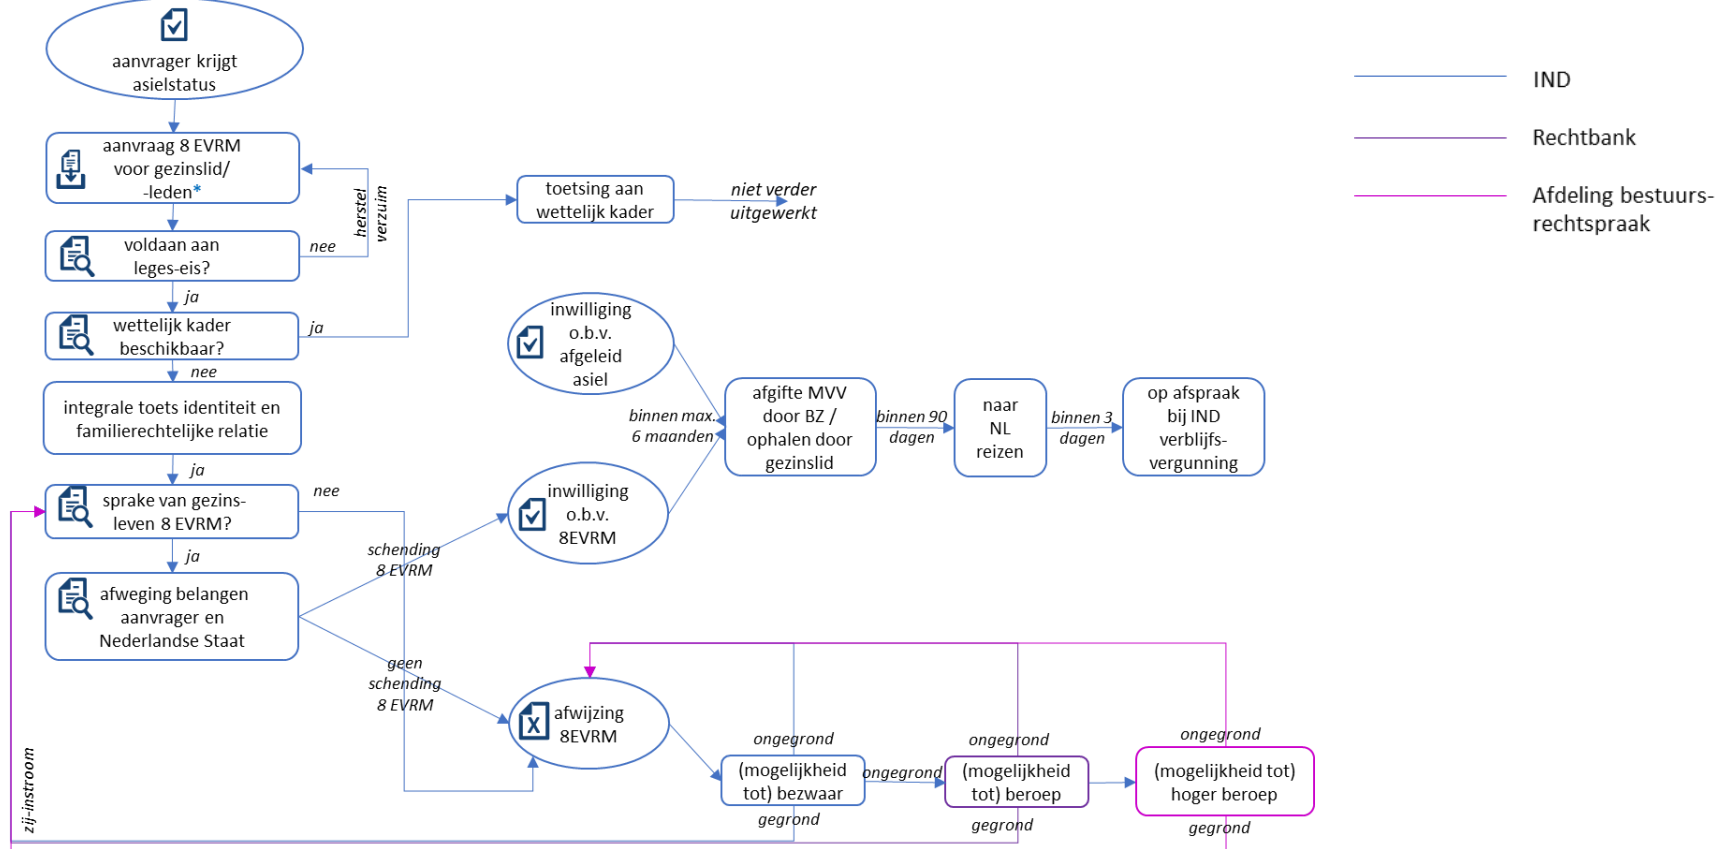 aanvrager krijgt
asielstatus
aanvraag 8 EVRM
voor gezinslid/
-leden*
herstel
verzuim
voldaan aan
leges-eis?
nee
ja
wettelijk kader
beschikbaar?
ja
nee
toetsing aan
wettelijk kader
niet verder
uitgewerkt
integrale toets identiteit en
familierechtelijke relatie
ja
sprake van gezins-
leven 8 EVRM?
nee
ja
afweging belangen
aanvrager en
Nederlandse Staat
schending
8 EVRM
geen
schending
8 EVRM
inwilliging
o.b.v.
afgeleid
asiel
inwilliging
o.b.v.
8EVRM
binnen max.
6 maanden
afgifte MVV
door BZ /
ophalen door
gezinslid
binnen 90
dagen
naar
NL
reizen
binnen 3
dagen
op afspraak
bij IND
verblijfs-
vergunning
afwijzing
8EVRM
ongegrond
(mogelijkheid
tot) bezwaar
gegrond
ongegrond
ongegrond
(mogelijkheid
tot) beroep
gegrond
ongegrond
(mogelijkheid tot)
hoger beroep
gegrond
zij-instroom
IND
Rechtbank
Afdeling bestuurs-
rechtspraak